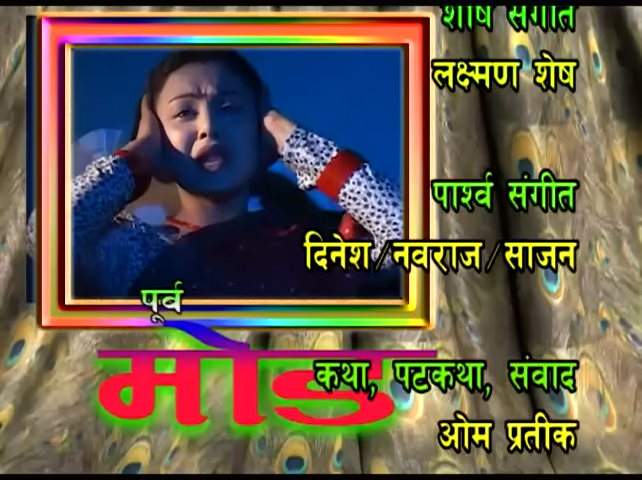 शीर्ष संगीत
लक्ष्मण शेष
पार्श्व संगीत
दिनेश/नवराज/साजन
पूर्व
मोड
कथा, पटकथा, संवाद
ओम प्रतीक